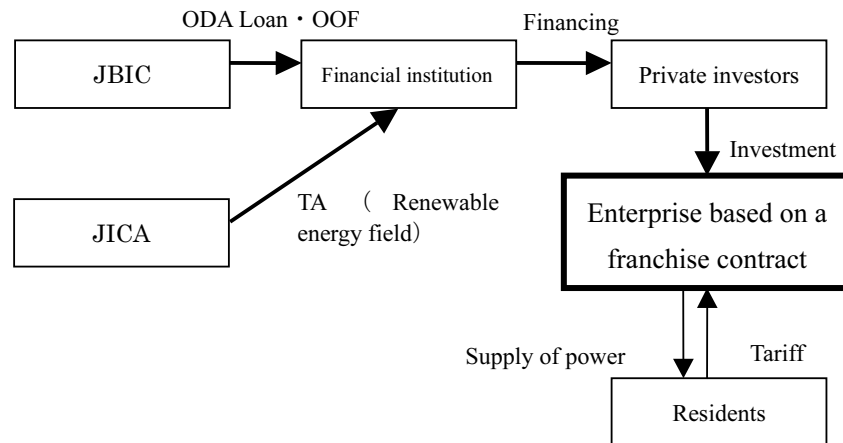 ODA Loan・OOF
Financing
JBIC
Financial institution
Private investors
Investment
TA （ Renewable
energy field）
JICA
Enterprise based on a
franchise contract
Supply of power
Tariff
Residents